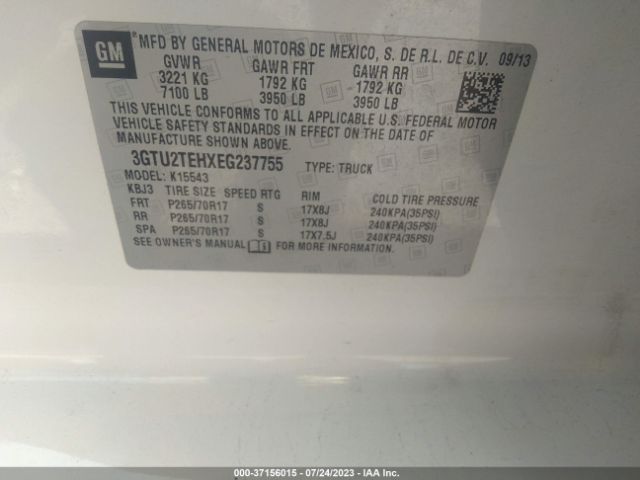 GM
MFD BY GENERAL MOTORS DE MEXICO, S. DE R.L. DE C.V. 09/13
GVWR GAWR FRT GAWR RR
3221 KG 1792 KG 1792 KG
7100 LB 3950 LB 3950 LB
THIS VEHICLE CONFORMS TO ALL APPLICABLE U.S. FEDERAL MOTOR
VEHICLE SAFETY STANDARDS IN EFFECT ON THE DATE OF
MANUFACTURE SHOWN ABOVE.
3GTU2TEHXEG237755 TYPE: TRUCK
MODEL: K15543
KBJ3 TIRE SIZE SPEED RTG RIM COLD TIRE PRESSURE
FRT P265/70R17 S 17X8J 240KPA(35PSI)
RR P265/70R17 S 17X8J 240KPA(35PSI)
SPA P265/70R17 S 17X7.5J 240KPA(35PSI)
SEE OWNER'S MANUAL FOR MORE INFORMATION.
000-37156015 / 07/24/2023 - IAA Inc.